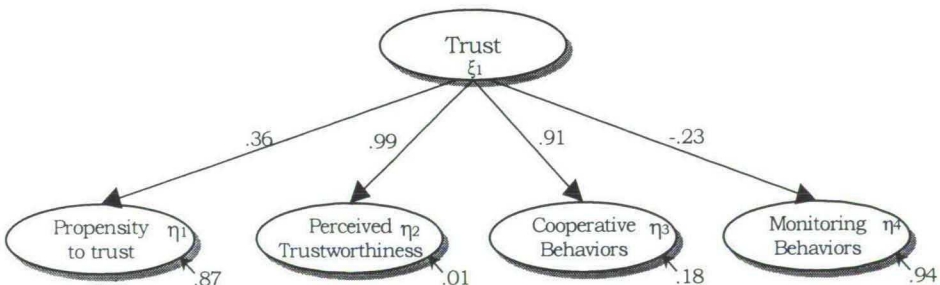 Trust
ξ1
.36
.99
.91
-.23
Propensity η1
to trust
Perceived η2
Trustworthiness
Cooperative η3
Behaviors
Monitoring η4
Behaviors
.87
.01
.18
.94